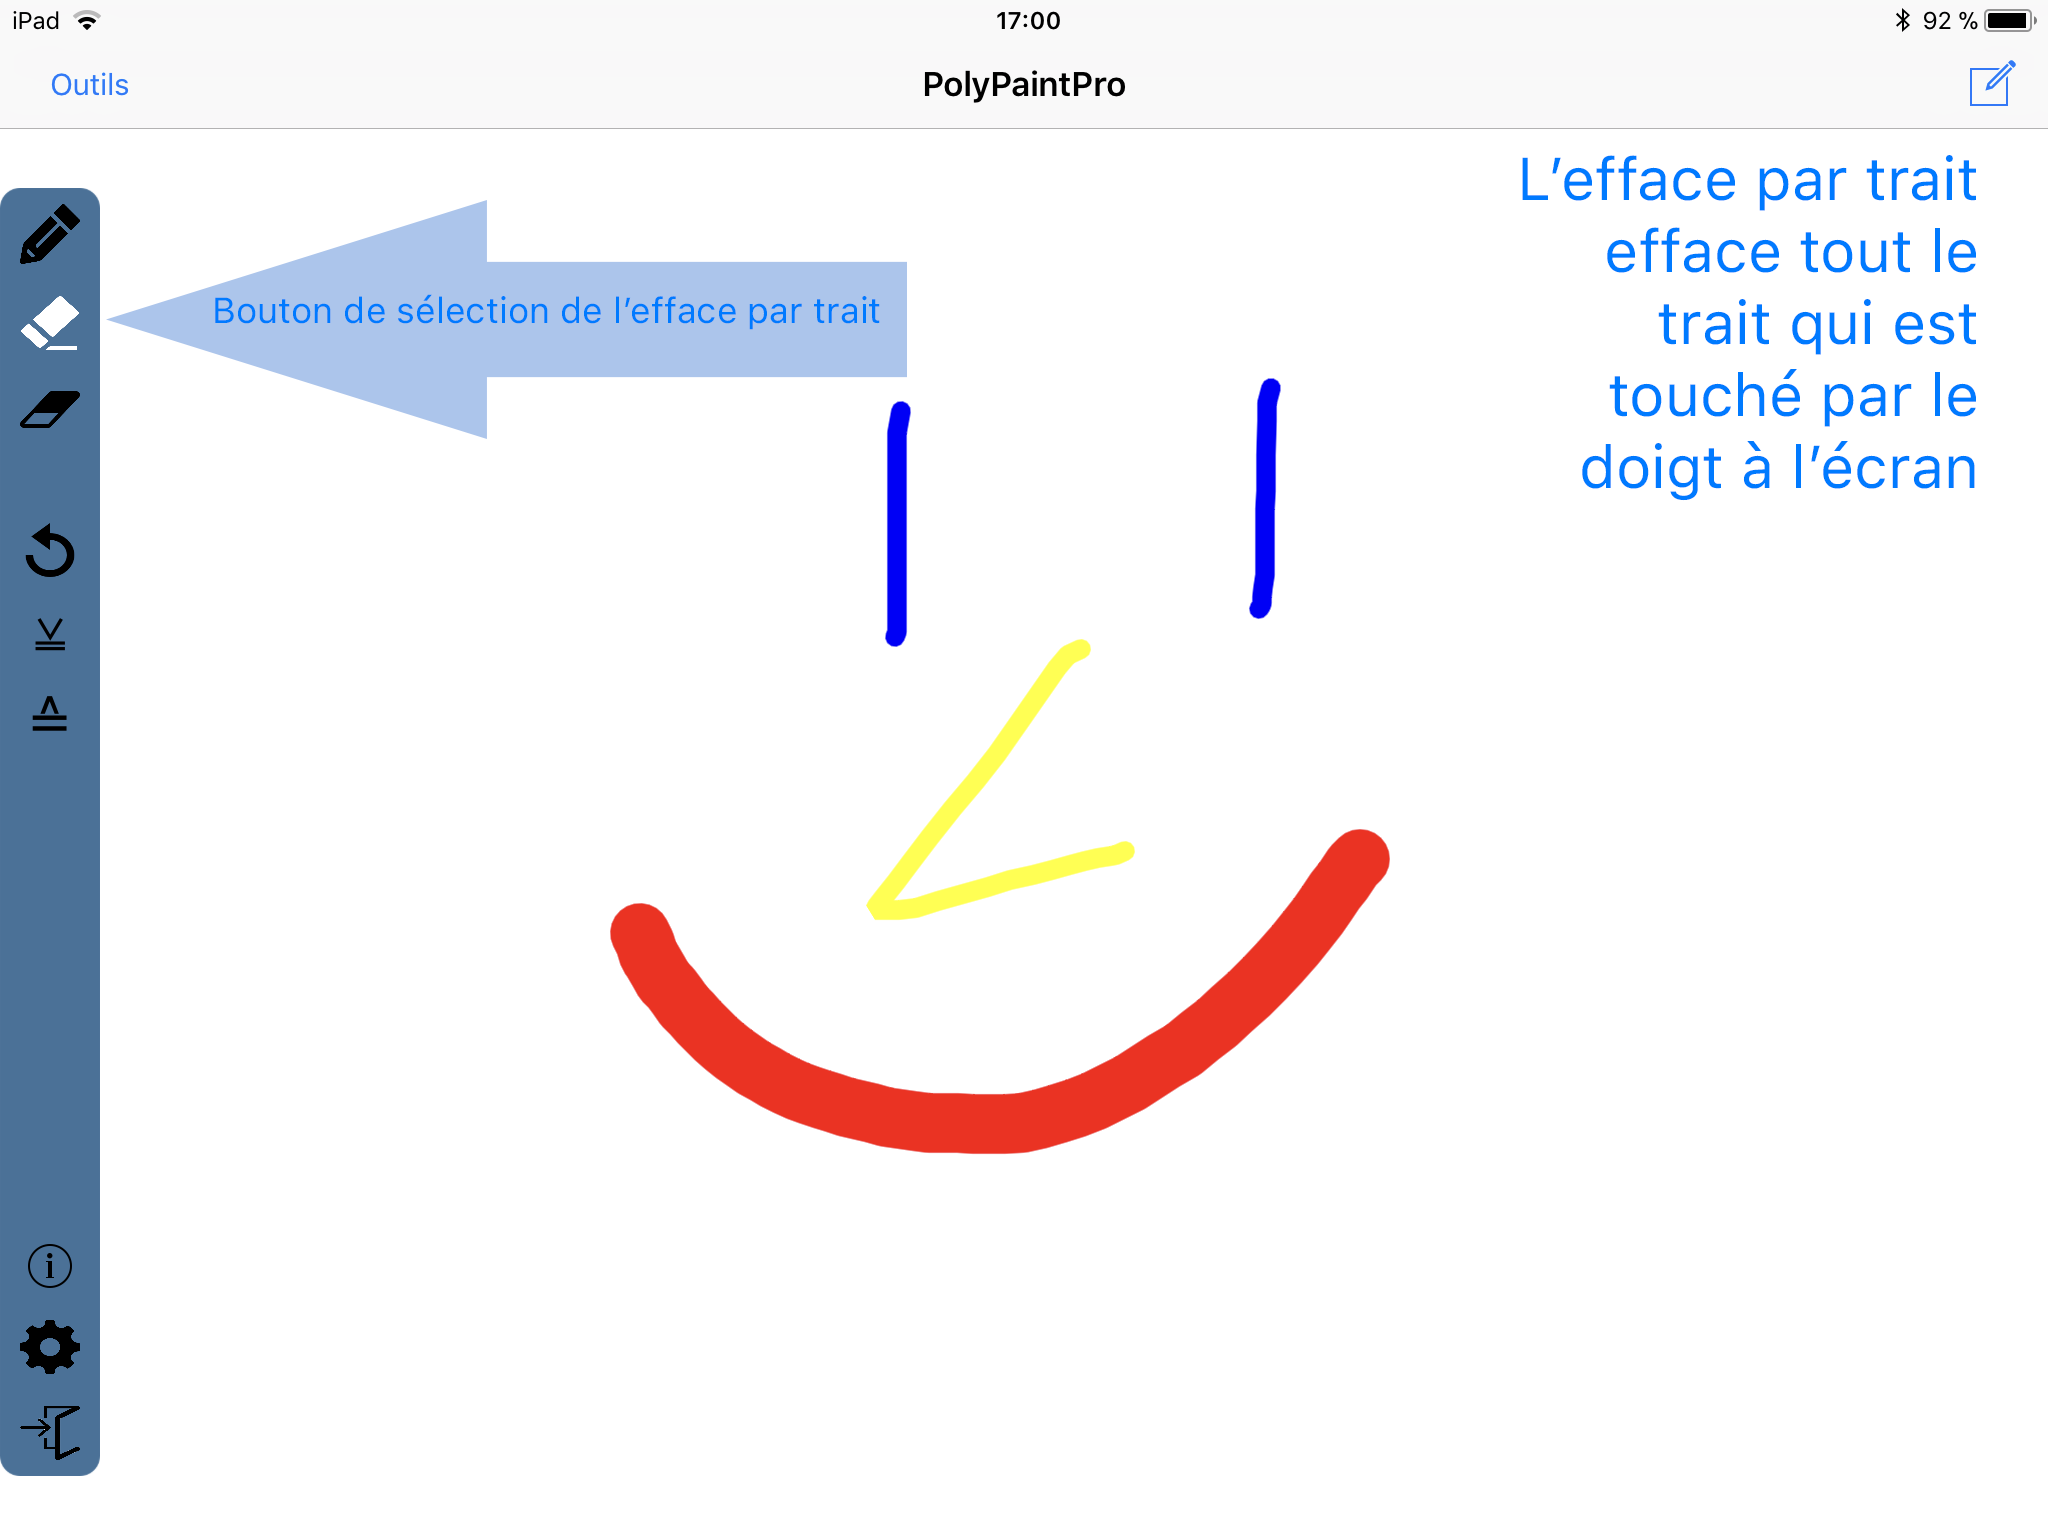 iPad 17:00 92 %
Outils PolyPaintPro
L’efface par trait
efface tout le
trait qui est
touché par le
doigt à l’écran
Bouton de sélection de l’efface par trait